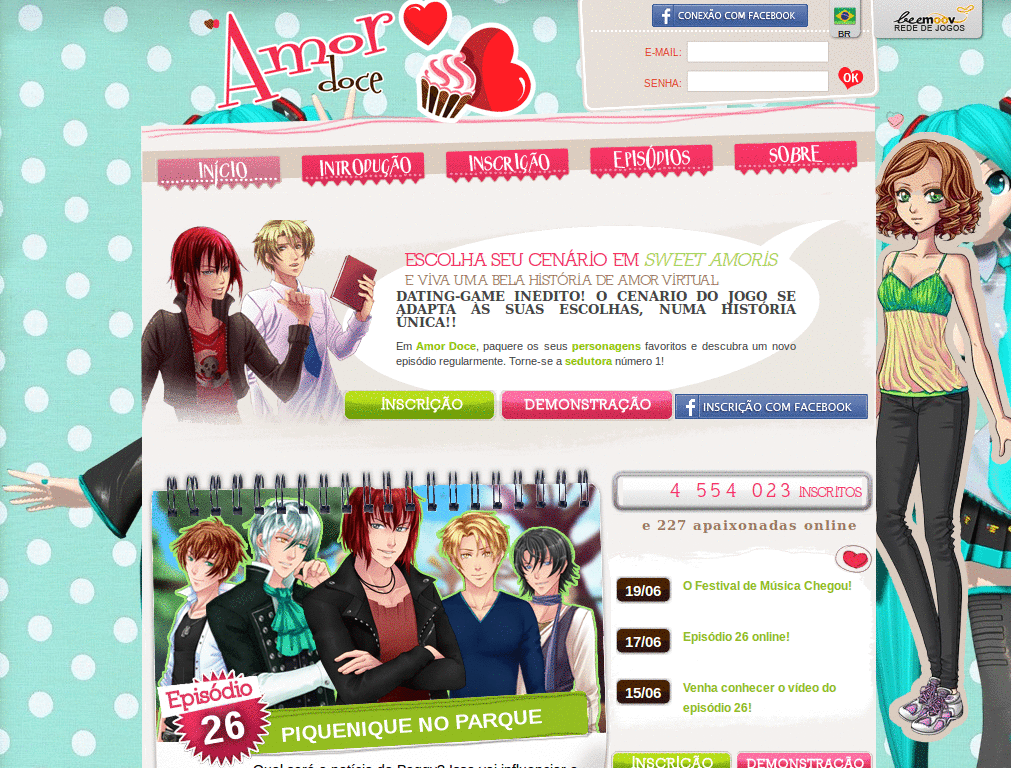 Amor
doce
CONEXÃO COM FACEBOOK
BR
beemoov
REDE DE JOGOS
E-MAIL:
SENHA:
OK
INÍCIO
INTRODUÇÃO
INSCRIÇÃO
EPISÓDIOS
SOBRE
ESCOLHA SEU CENÁRIO EM SWEET AMORIS
E VIVA UMA BELA HISTÓRIA DE AMOR VIRTUAL
DATING-GAME INÉDITO! O CENÁRIO DO JOGO SE
ADAPTA ÀS SUAS ESCOLHAS, NUMA HISTÓRIA
ÚNICA!!
Em Amor Doce, paquere os seus personagens favoritos e descubra um novo
episódio regularmente. Torne-se a sedutora número 1!
INSCRIÇÃO
DEMONSTRAÇÃO
INSCRIÇÃO COM FACEBOOK
4 554 023 INSCRITOS
e 227 apaixonadas online
19/06
O Festival de Música Chegou!
17/06
Episódio 26 online!
15/06
Venha conhecer o vídeo do
episódio 26!
Episódio
26
PIQUENIQUE NO PARQUE
Qual será a notícia da Peggy? Isso vai influenciar o
INSCRIÇÃO
DEMONSTRAÇÃO